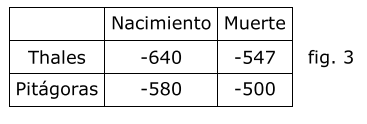 Nacimiento Muerte
Thales -640 -547 fig. 3
Pitágoras -580 -500